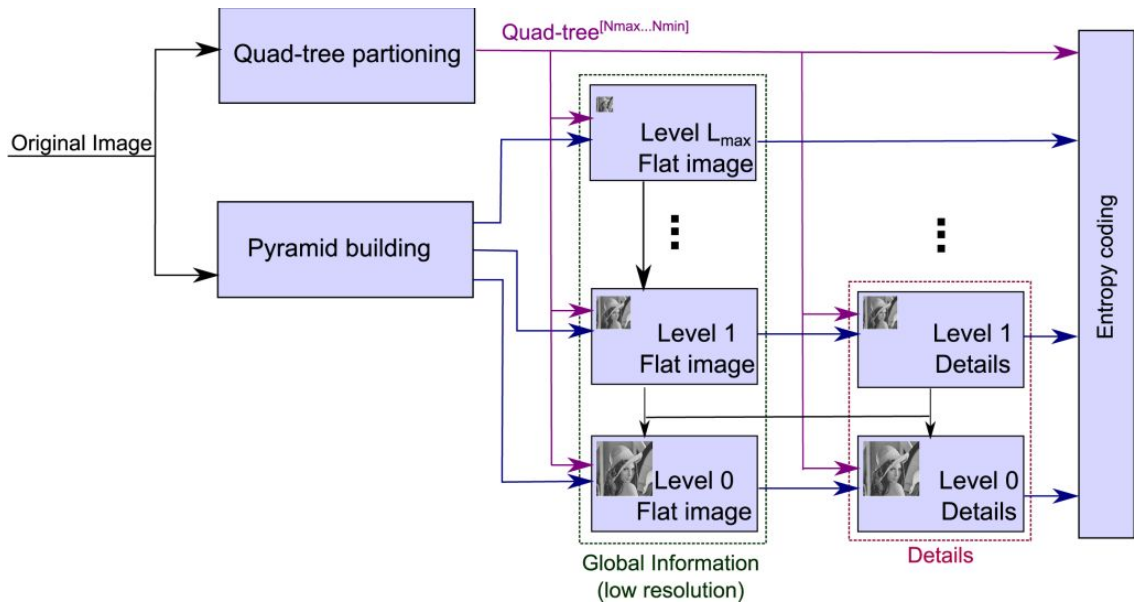 Quad-tree partioning
Quad-tree[Nmax...Nmin]
Original Image
Level Lmax
Flat image
Pyramid building
Level 1
Flat image
Level 1
Details
Level 0
Flat image
Level 0
Details
Entropy coding
Global Information
(low resolution)
Details